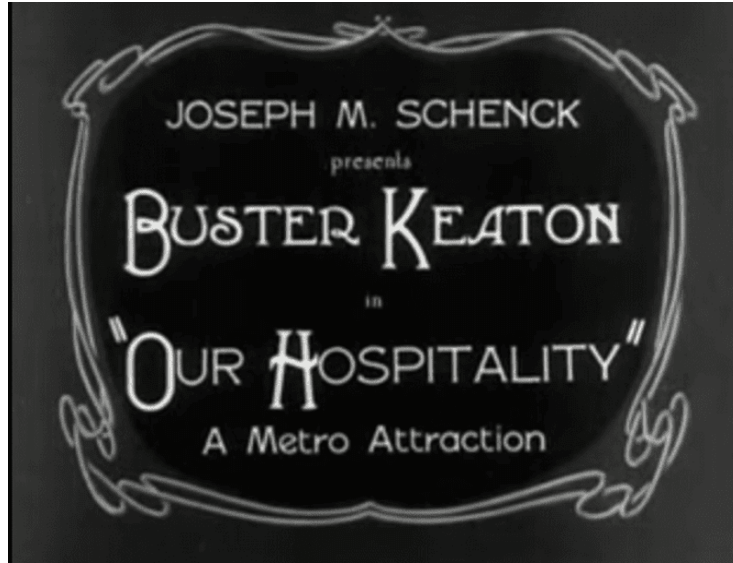 JOSEPH M. SCHENCK
presents
BUSTER KEATON
in
"OUR HOSPITALITY"
A Metro Attraction